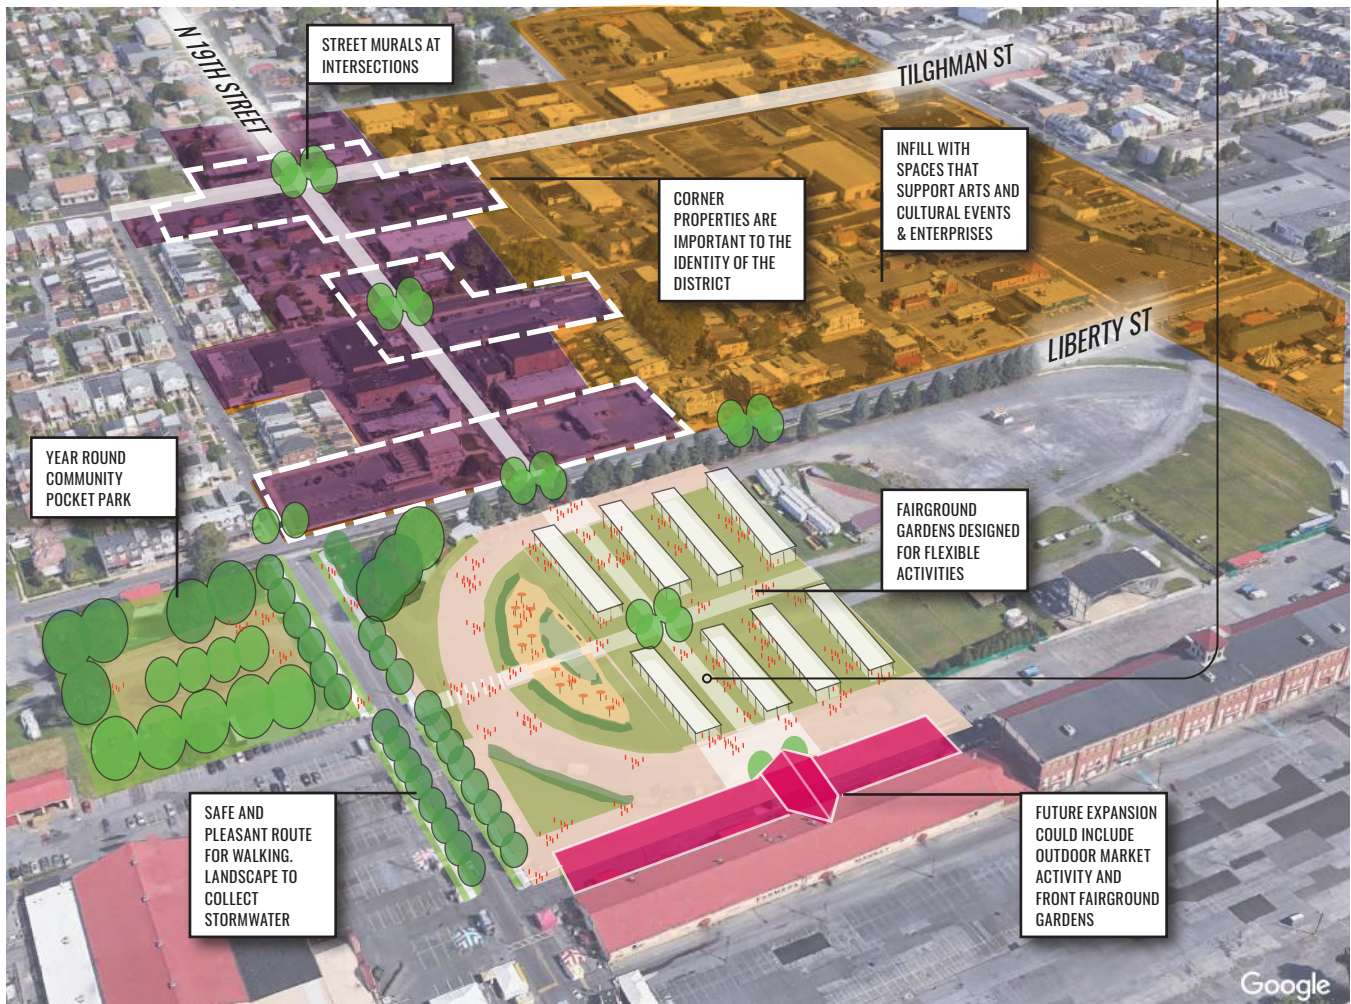 N 19TH STREET
STREET MURALS AT
INTERSECTIONS
TILGHMAN ST
INFILL WITH
SPACES THAT
SUPPORT ARTS AND
CULTURAL EVENTS
& ENTERPRISES
CORNER
PROPERTIES ARE
IMPORTANT TO THE
IDENTITY OF THE
DISTRICT
LIBERTY ST
YEAR ROUND
COMMUNITY
POCKET PARK
FAIRGROUND
GARDENS DESIGNED
FOR FLEXIBLE
ACTIVITIES
SAFE AND
PLEASANT ROUTE
FOR WALKING.
LANDSCAPE TO
COLLECT
STORMWATER
FUTURE EXPANSION
COULD INCLUDE
OUTDOOR MARKET
ACTIVITY AND
FRONT FAIRGROUND
GARDENS
FARMERS MARKET
Google